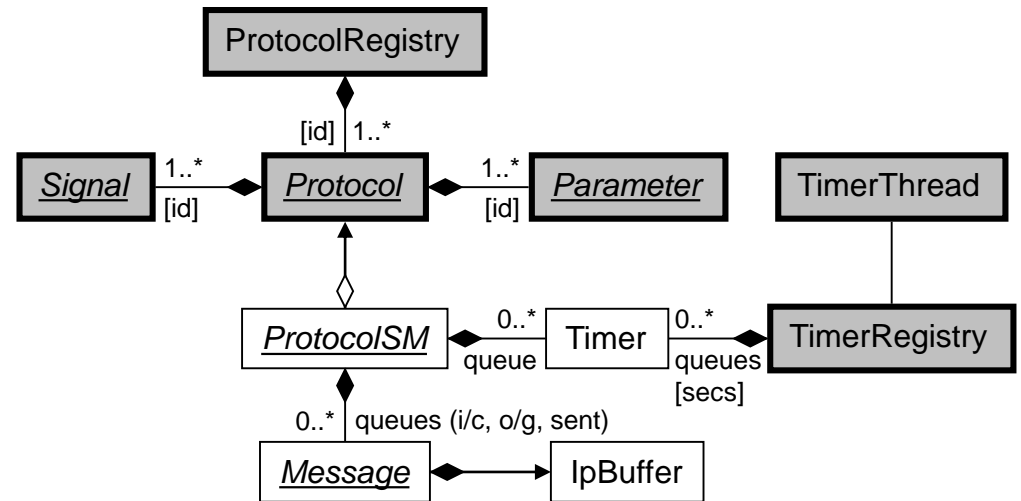 ProtocolRegistry
[id] 1..*
1..* 1..*
Signal Protocol Parameter TimerThread
[id] [id]
0..* 0..*
ProtocolSM Timer TimerRegistry
queue queues
[secs]
0..* queues (i/c, o/g, sent)
Message IpBuffer